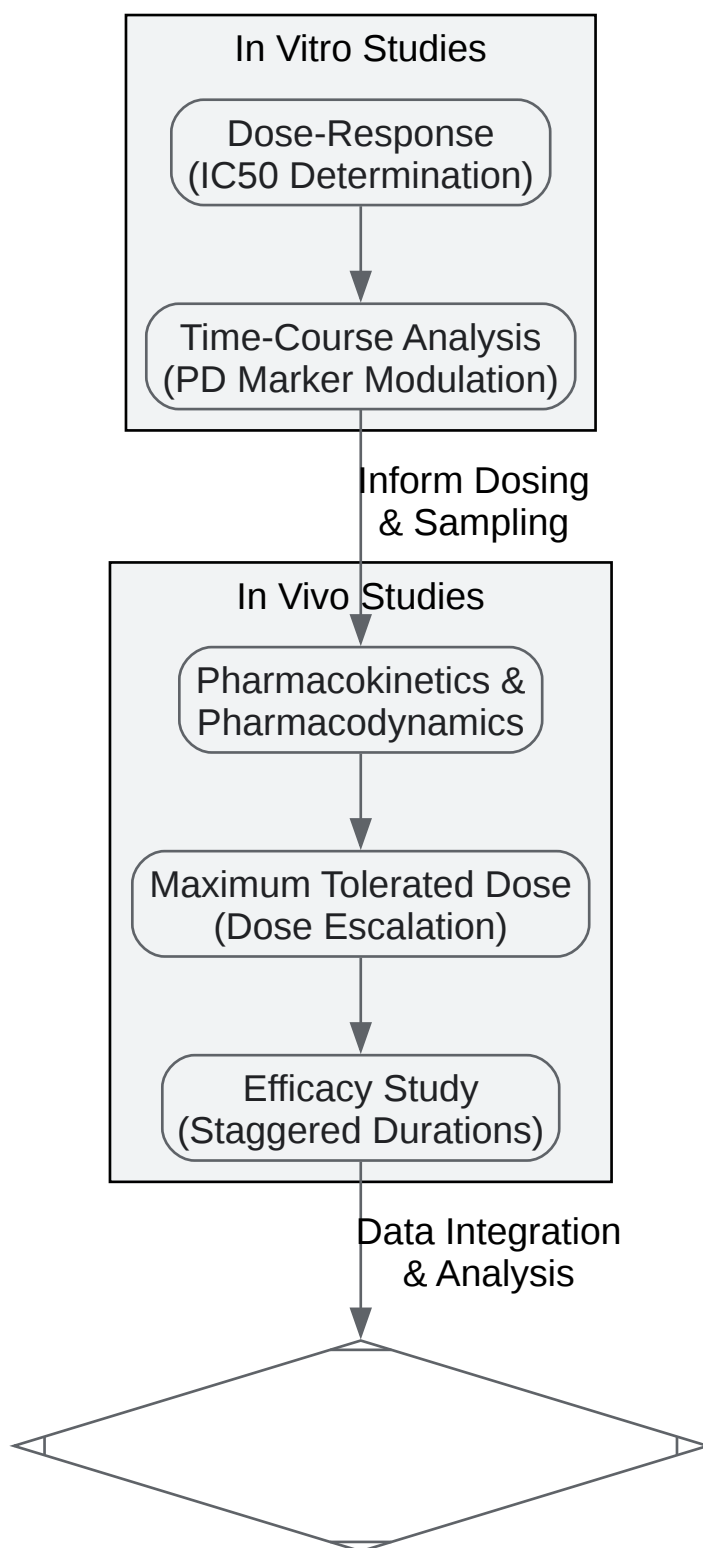 In Vitro Studies
Dose-Response
(IC50 Determination)
Time-Course Analysis
(PD Marker Modulation)
Inform Dosing
& Sampling
In Vivo Studies
Pharmacokinetics &
Pharmacodynamics
Maximum Tolerated Dose
(Dose Escalation)
Efficacy Study
(Staggered Durations)
Data Integration
& Analysis